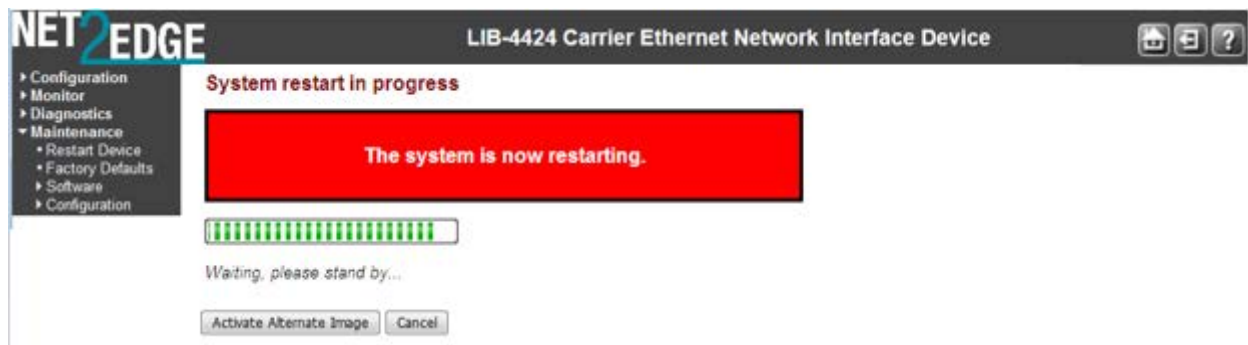 NET2EDGE
LIB-4424 Carrier Ethernet Network Interface Device
?
Configuration
Monitor
Diagnostics
Maintenance
• Restart Device
• Factory Defaults
Software
Configuration
System restart in progress
The system is now restarting.
Waiting, please stand by...
Activate Alternate Image
Cancel